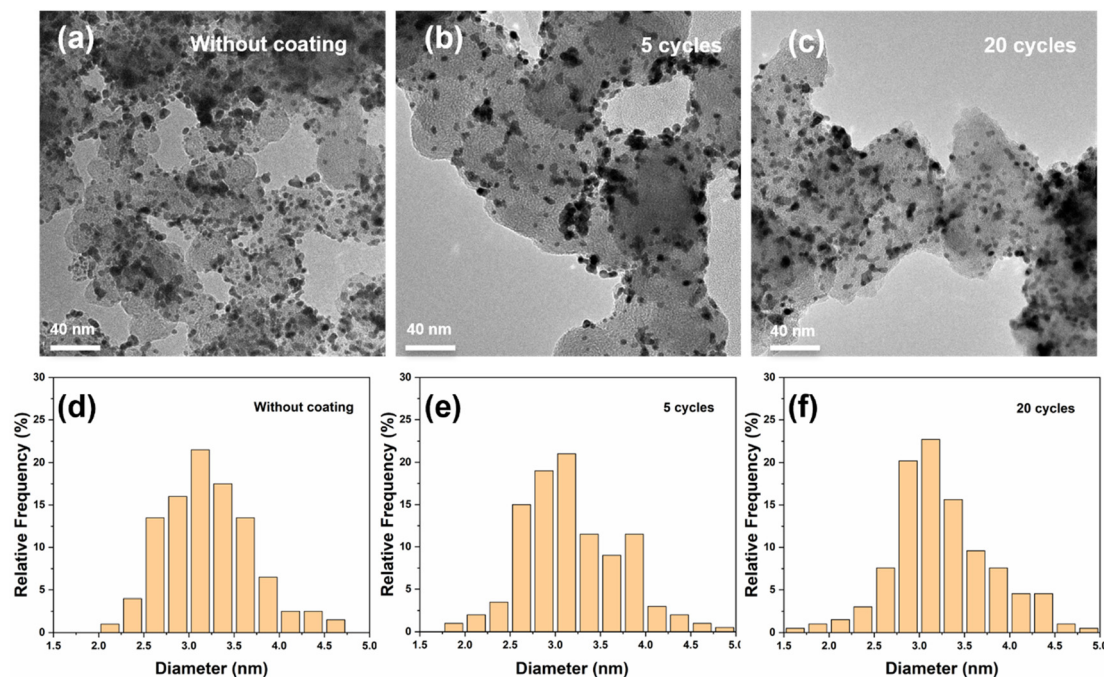 (a) Without coating
(b) 5 cycles
(c) 20 cycles
40 nm
40 nm
40 nm
(d) Without coating
30
25
20
15
10
5
0
1.5 2.0 2.5 3.0 3.5 4.0 4.5 5.0
Relative Frequency (%)
Diameter (nm)
(e) 5 cycles
30
25
20
15
10
5
0
1.5 2.0 2.5 3.0 3.5 4.0 4.5 5.0
Relative Frequency (%)
Diameter (nm)
(f) 20 cycles
30
25
20
15
10
5
0
1.5 2.0 2.5 3.0 3.5 4.0 4.5 5.0
Relative Frequency (%)
Diameter (nm)